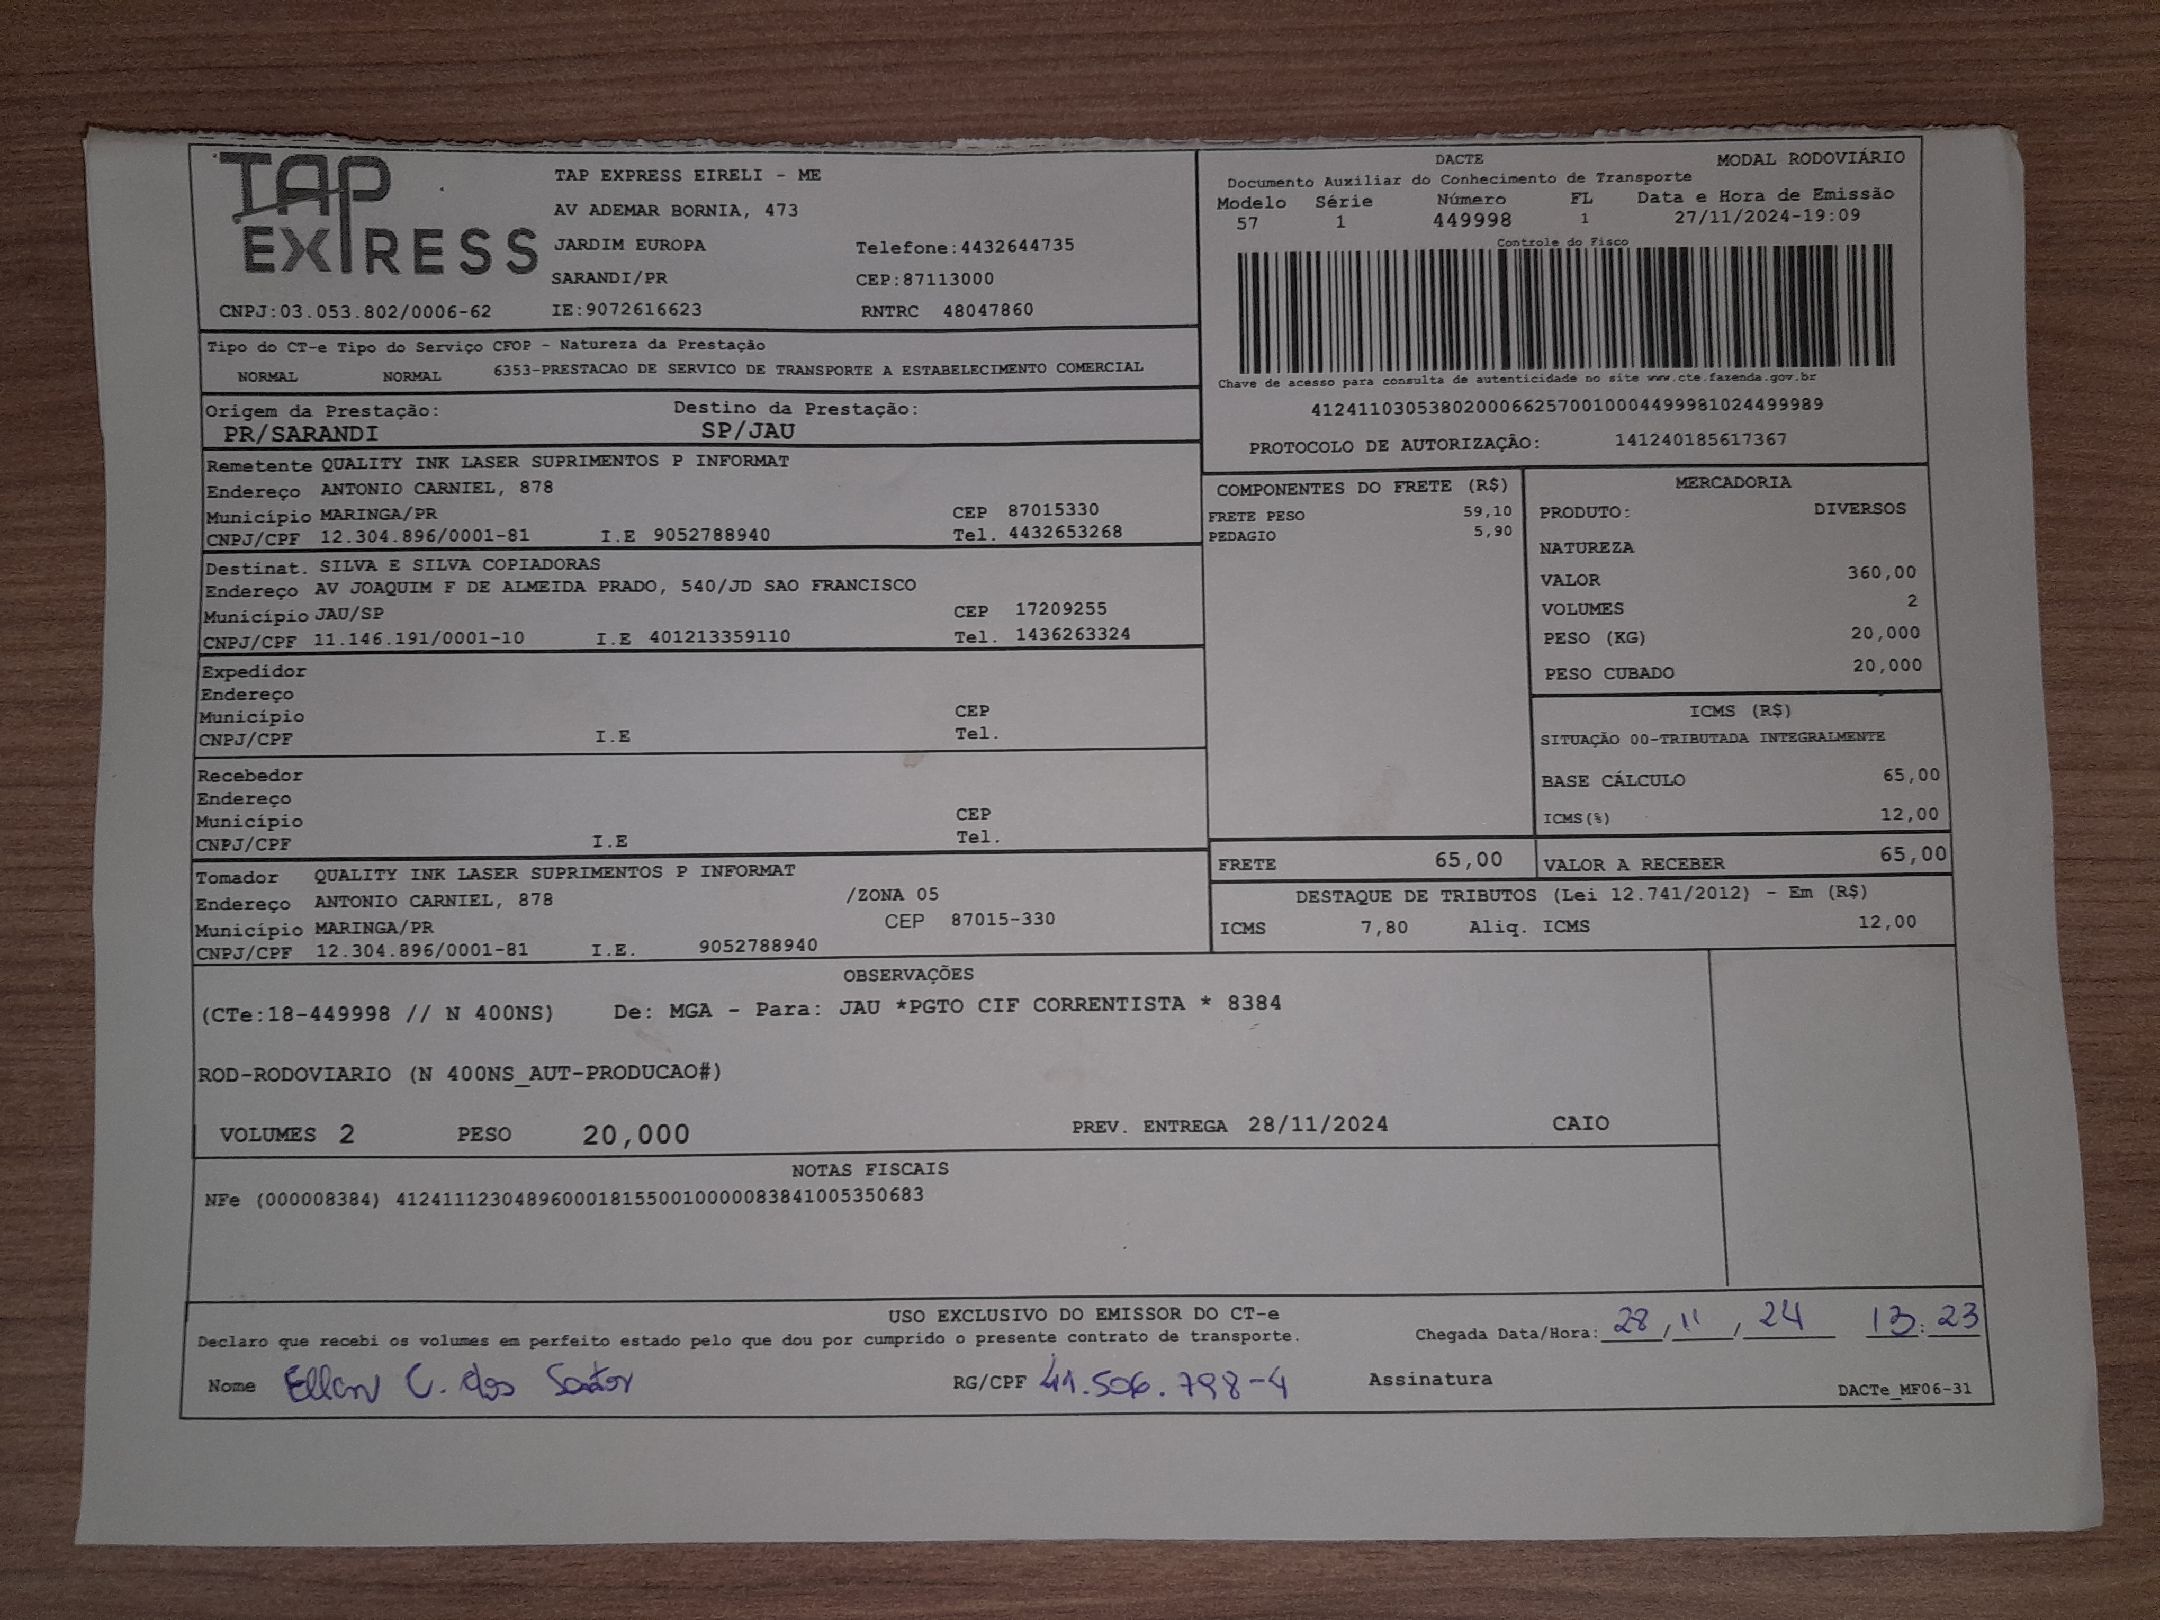 TAP EXPRESS
TAP EXPRESS EIRELI - ME
AV ADEMAR BORNIA, 473
JARDIM EUROPA Telefone:4432644735
SARANDI/PR CEP:87113000
CNPJ:03.053.802/0006-62 IE:9072616623 RNTRC 48047860
DACTE MODAL RODOVIÁRIO
Documento Auxiliar do Conhecimento de Transporte
Modelo Série Número FL Data e Hora de Emissão
57 1 449998 1 27/11/2024-19:09
Controle do Fisco
Chave de acesso para consulta de autenticidade no site www.cte.fazenda.gov.br
41241103053802000662570010004499981024499989
PROTOCOLO DE AUTORIZAÇÃO: 141240185617367
Tipo do CT-e Tipo do Serviço CFOP - Natureza da Prestação
NORMAL NORMAL 6353-PRESTACAO DE SERVICO DE TRANSPORTE A ESTABELECIMENTO COMERCIAL
Origem da Prestação: Destino da Prestação:
PR/SARANDI SP/JAU
Remetente QUALITY INK LASER SUPRIMENTOS P INFORMAT
Endereço ANTONIO CARNIEL, 878
Município MARINGA/PR CEP 87015330
CNPJ/CPF 12.304.896/0001-81 I.E 9052788940 Tel. 4432653268
Destinat. SILVA E SILVA COPIADORAS
Endereço AV JOAQUIM F DE ALMEIDA PRADO, 540/JD SAO FRANCISCO
Município JAU/SP CEP 17209255
CNPJ/CPF 11.146.191/0001-10 I.E 401213359110 Tel. 1436263324
Expedidor
Endereço
Município CEP
CNPJ/CPF I.E Tel.
Recebedor
Endereço
Município CEP
CNPJ/CPF I.E Tel.
Tomador QUALITY INK LASER SUPRIMENTOS P INFORMAT
Endereço ANTONIO CARNIEL, 878 /ZONA 05
Município MARINGA/PR CEP 87015-330
CNPJ/CPF 12.304.896/0001-81 I.E. 9052788940
COMPONENTES DO FRETE (R$)
FRETE PESO 59,10
PEDAGIO 5,90
MERCADORIA
PRODUTO: DIVERSOS
NATUREZA
VALOR 360,00
VOLUMES 2
PESO (KG) 20,000
PESO CUBADO 20,000
ICMS (R$)
SITUAÇÃO 00-TRIBUTADA INTEGRALMENTE
BASE CÁLCULO 65,00
ICMS(%) 12,00
FRETE 65,00 VALOR A RECEBER 65,00
DESTAQUE DE TRIBUTOS (Lei 12.741/2012) - Em (R$)
ICMS 7,80 Aliq. ICMS 12,00
OBSERVAÇÕES
(CTe:18-449998 // N 400NS) De: MGA - Para: JAU *PGTO CIF CORRENTISTA * 8384
ROD-RODOVIARIO (N 400NS_AUT-PRODUCAO#)
VOLUMES 2 PESO 20,000 PREV. ENTREGA 28/11/2024 CAIO
NOTAS FISCAIS
NFe (000008384) 41241112304896000181550010000083841005350683
USO EXCLUSIVO DO EMISSOR DO CT-e
Declaro que recebi os volumes em perfeito estado pelo que dou por cumprido o presente contrato de transporte. Chegada Data/Hora: 28/11/24 13:23
Nome Ellen C. dos Santos RG/CPF 41.506.798-4 Assinatura
DACTe_MF06-31